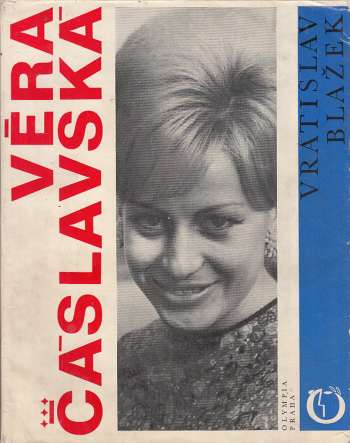 VĚRA
ČÁSLAVSKÁ
VRATISLAV
BLAŽEK
OLYMPIA
PRAHA